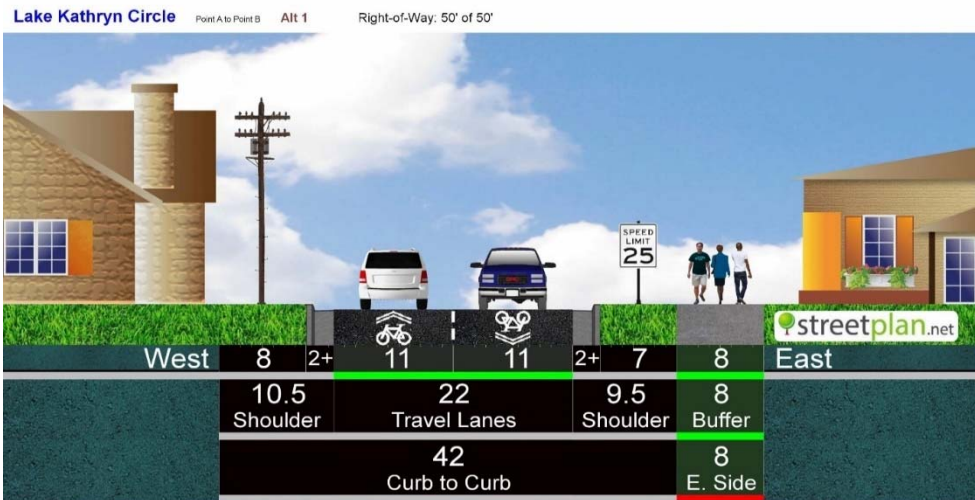 Lake Kathryn Circle Point A to Point B Alt 1 Right-of-Way: 50' of 50'
SPEED
LIMIT
25
streetplan.net
West 8 2+ 11 11 2+ 7 8 East
10.5 22 9.5 8
Shoulder Travel Lanes Shoulder Buffer
42 8
Curb to Curb E. Side